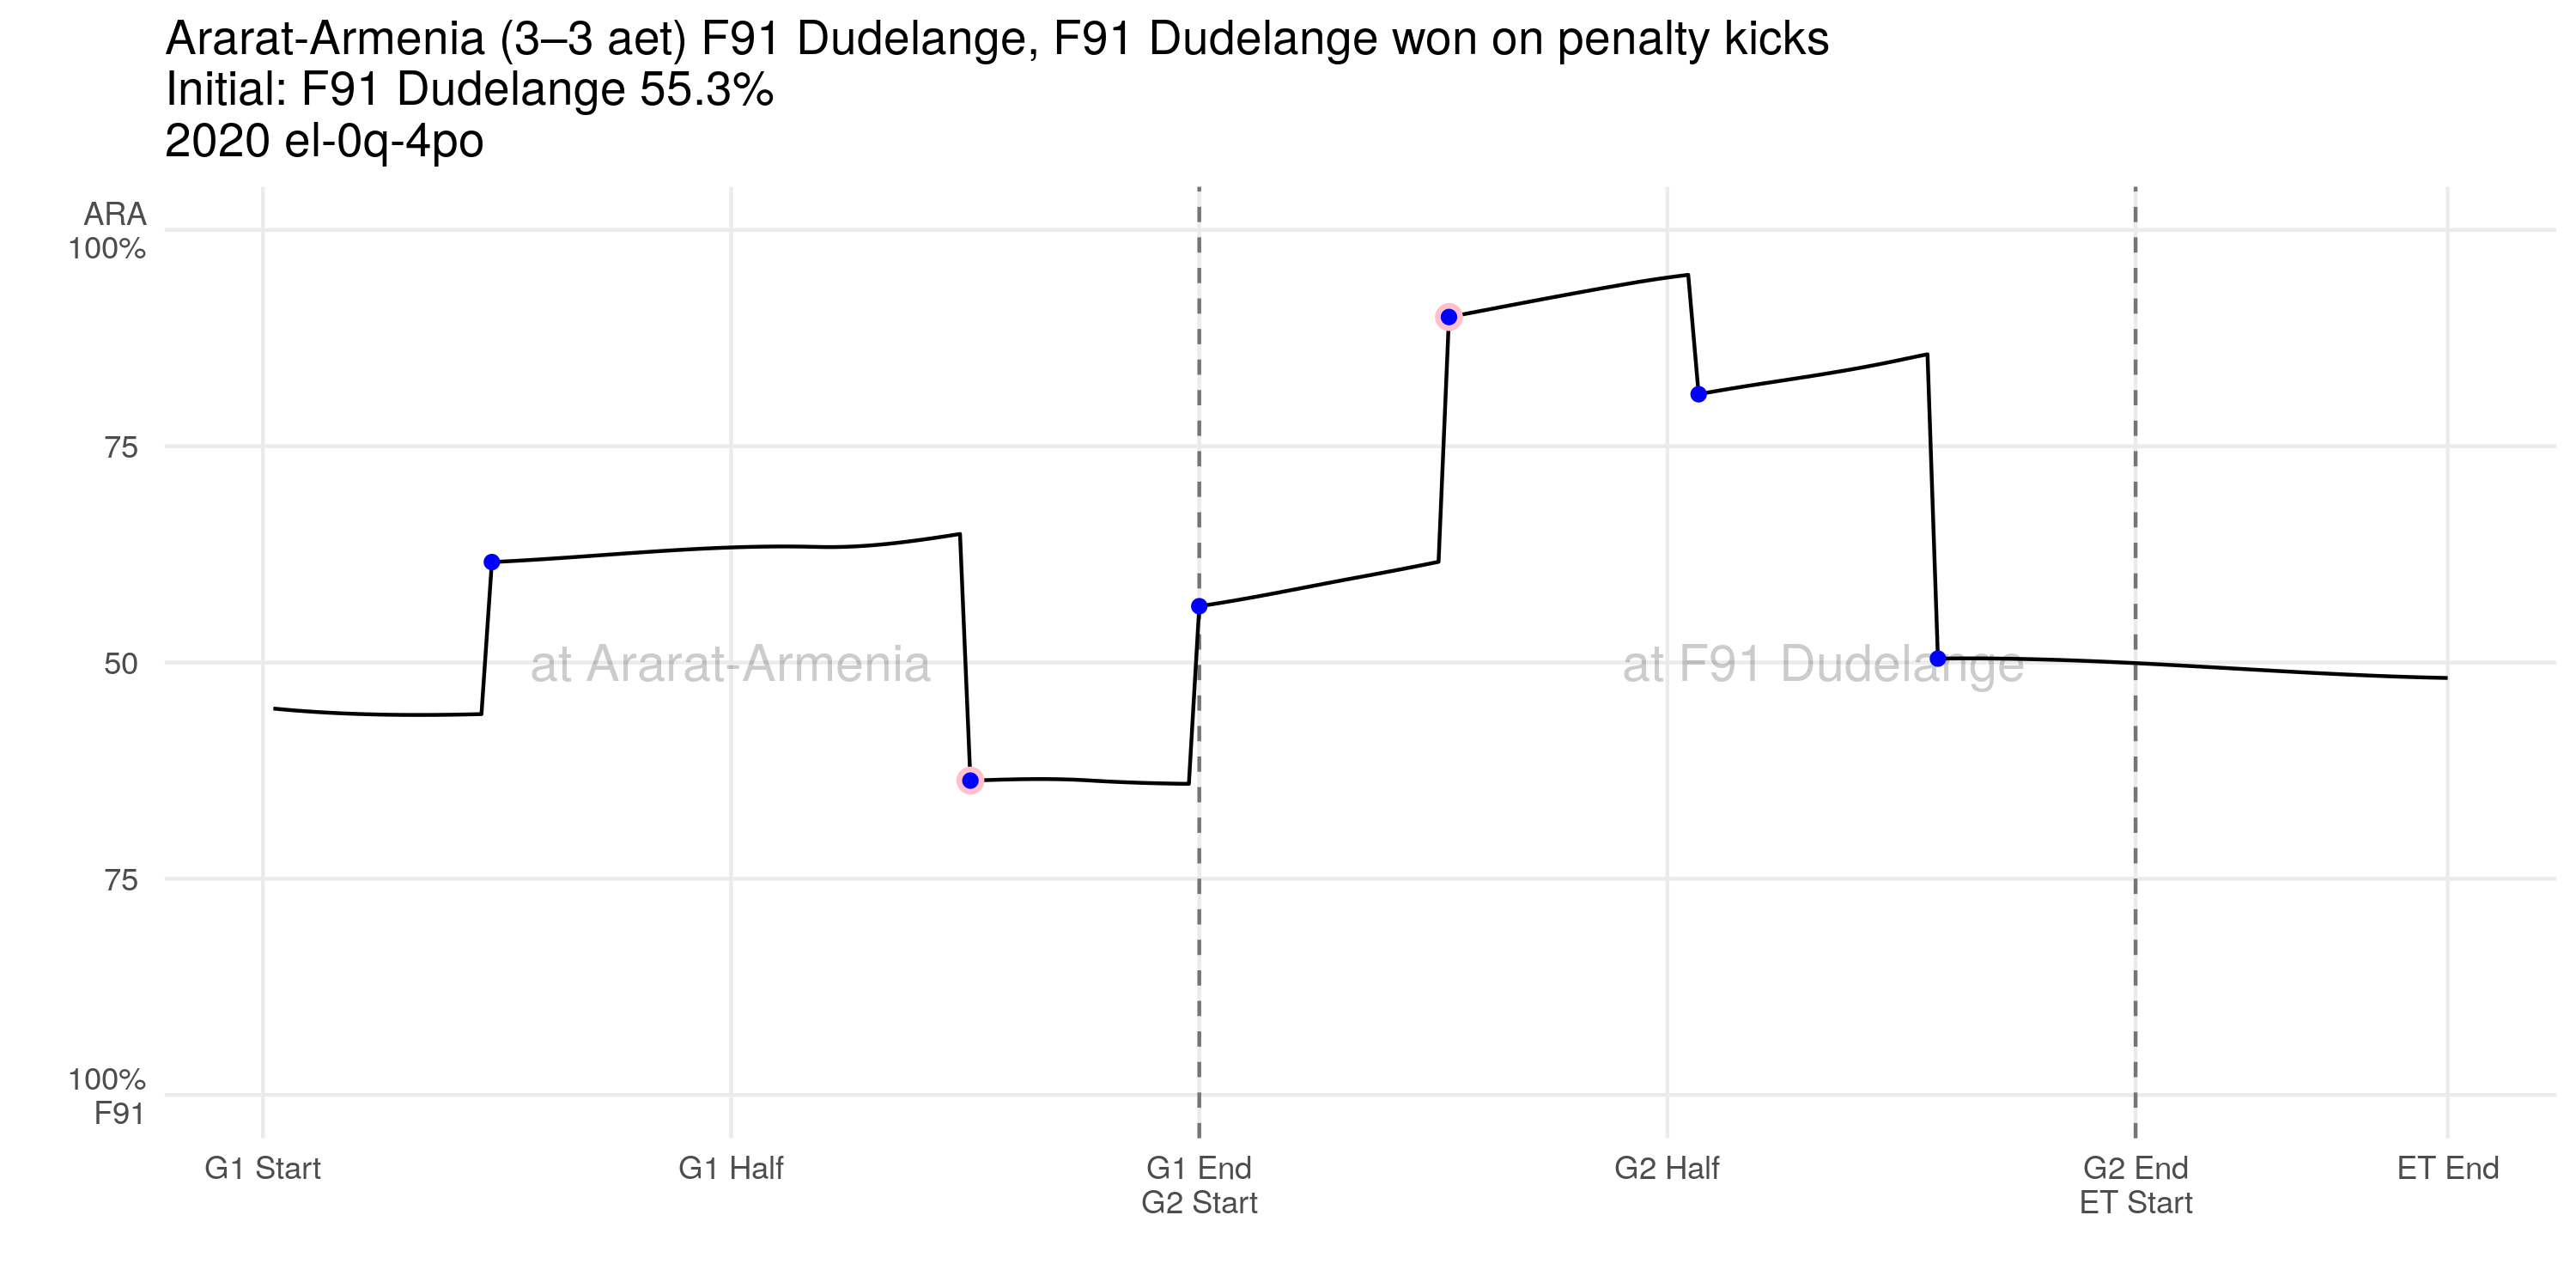 Ararat-Armenia (3–3 aet) F91 Dudelange, F91 Dudelange won on penalty kicks
Initial: F91 Dudelange 55.3%
2020 el-0q-4po
ARA
100%
75
50
75
100%
F91
at Ararat-Armenia
at F91 Dudelange
G1 Start
G1 Half
G1 End
G2 Start
G2 Half
G2 End
ET Start
ET End